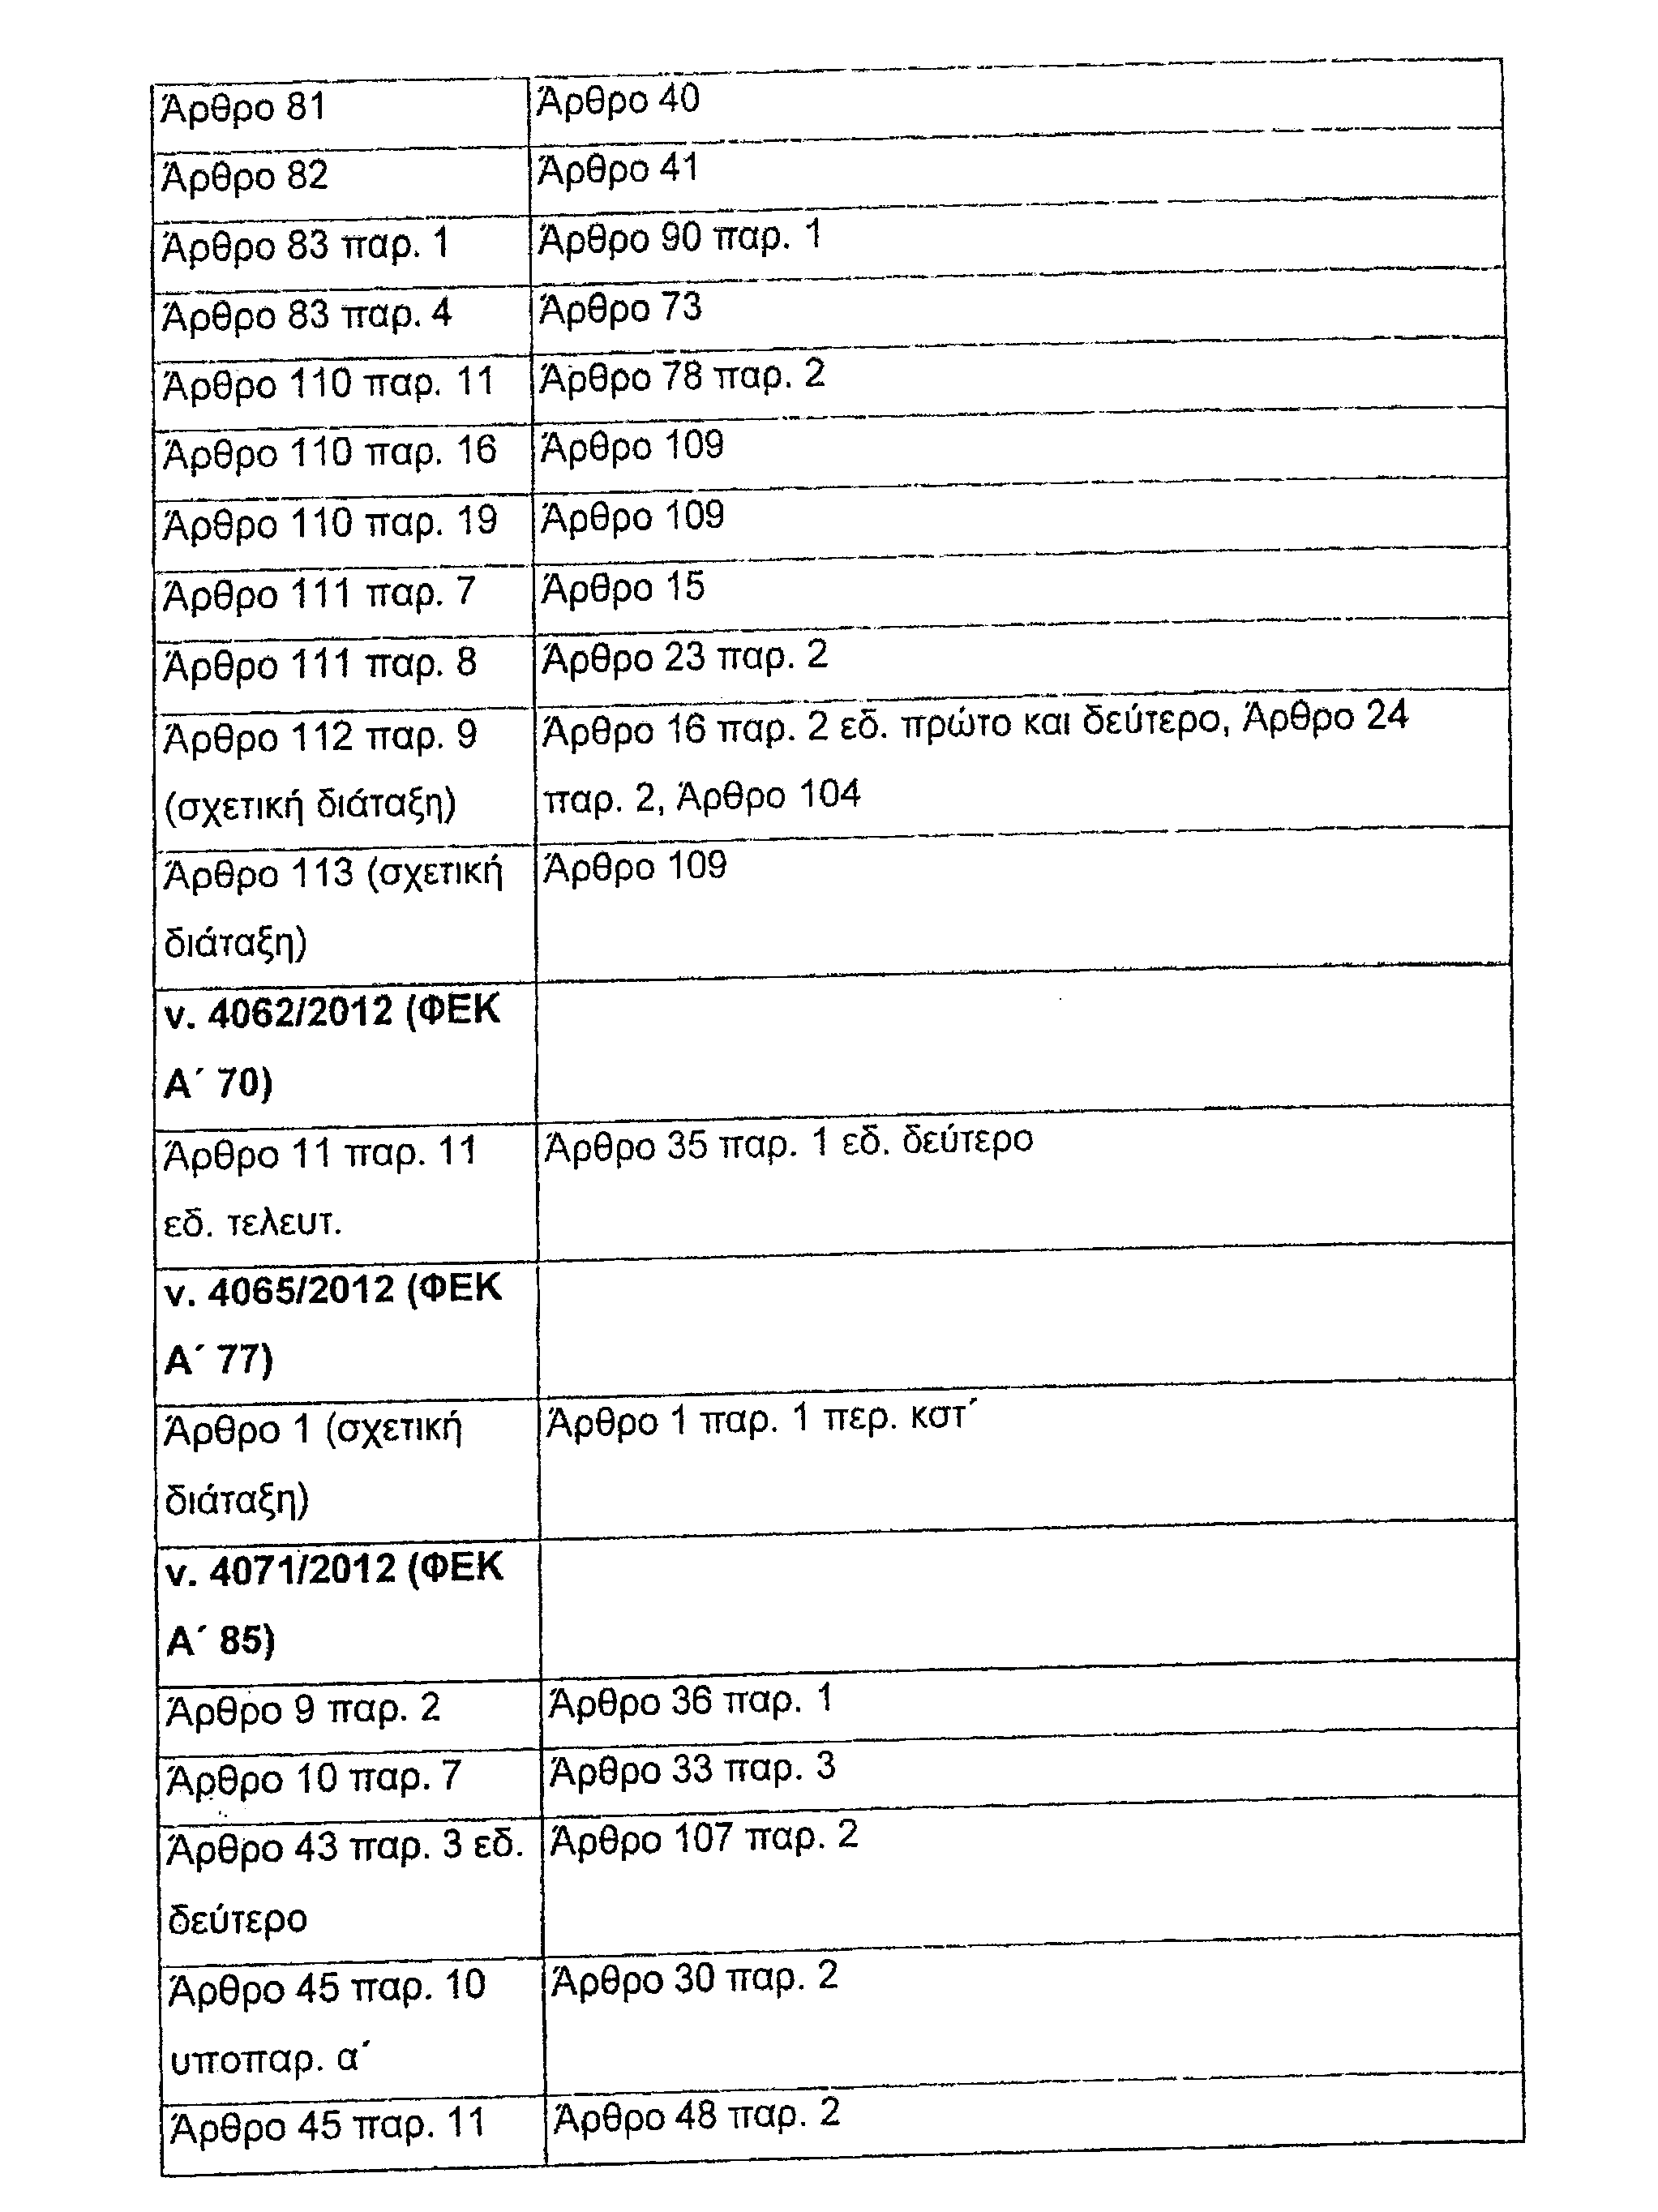 Άρθρο 81 Άρθρο 40
Άρθρο 82 Άρθρο 41
Άρθρο 83 παρ. 1 Άρθρο 90 παρ. 1
Άρθρο 83 παρ. 4 Άρθρο 73
Άρθρο 110 παρ. 11 Άρθρο 78 παρ. 2
Άρθρο 110 παρ. 16 Άρθρο 109
Άρθρο 110 παρ. 19 Άρθρο 109
Άρθρο 111 παρ. 7 Άρθρο 15
Άρθρο 111 παρ. 8 Άρθρο 23 παρ. 2
Άρθρο 112 παρ. 9 Άρθρο 16 παρ. 2 εδ. πρώτο και δεύτερο, Άρθρο 24
(σχετική διάταξη) παρ. 2, Άρθρο 104
Άρθρο 113 (σχετική Άρθρο 109
διάταξη)
ν. 4062/2012 (ΦΕΚ
Α΄ 70)
Άρθρο 11 παρ. 11 Άρθρο 35 παρ. 1 εδ. δεύτερο
εδ. τελευτ.
ν. 4065/2012 (ΦΕΚ
Α΄ 77)
Άρθρο 1 (σχετική Άρθρο 1 παρ. 1 περ. κστ΄
διάταξη)
ν. 4071/2012 (ΦΕΚ
Α΄ 85)
Άρθρο 9 παρ. 2 Άρθρο 36 παρ. 1
Άρθρο 10 παρ. 7 Άρθρο 33 παρ. 3
Άρθρο 43 παρ. 3 εδ. Άρθρο 107 παρ. 2
δεύτερο
Άρθρο 45 παρ. 10 Άρθρο 30 παρ. 2
υποπαρ. α΄
Άρθρο 45 παρ. 11 Άρθρο 48 παρ. 2